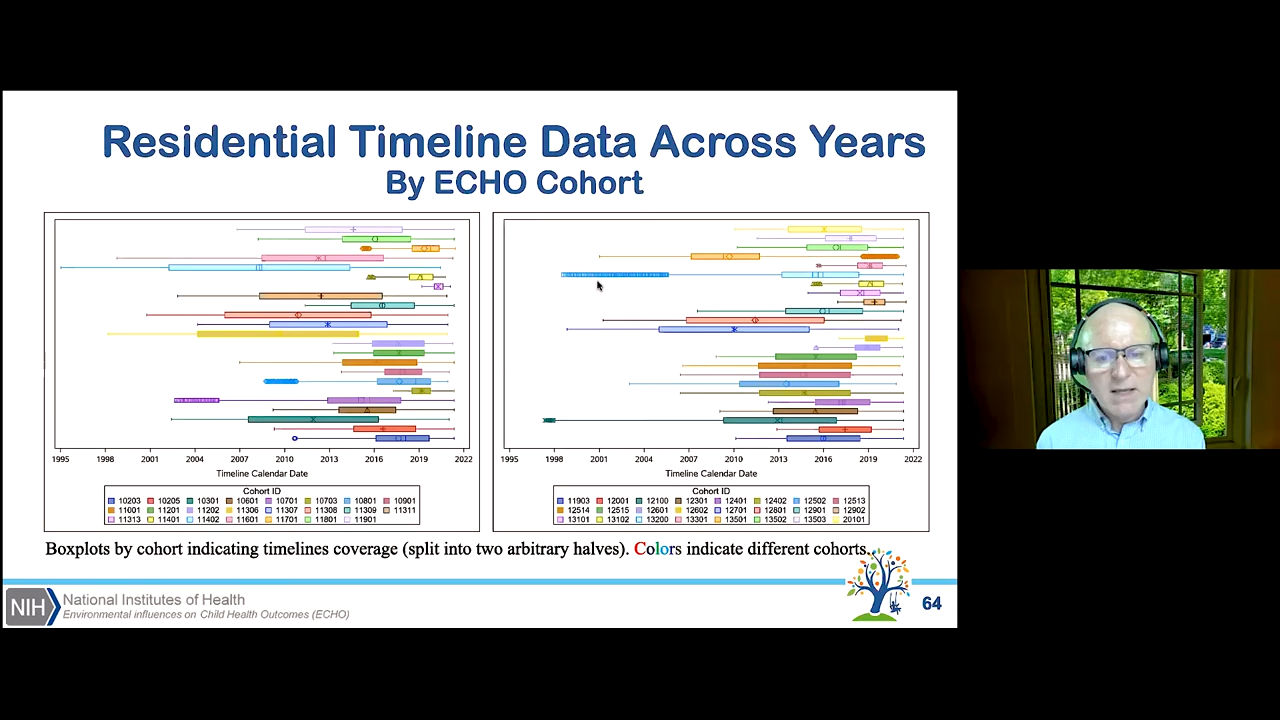 Residential Timeline Data Across Years
By ECHO Cohort
1995 1998 2001 2004 2007 2010 2013 2016 2019 2022
Timeline Calendar Date
Cohort ID
10203 10205 10301 10601 10701 10703 10801 10901
11001 11201 11202 11306 11307 11308 11309 11311
11313 11401 11402 11601 11701 11801 11901
1995 1998 2001 2004 2007 2010 2013 2016 2019 2022
Timeline Calendar Date
Cohort ID
11903 12001 12100 12301 12401 12402 12502 12513
12514 12515 12601 12602 12701 12801 12901 12902
13101 13102 13200 13301 13501 13502 13503 20101
Boxplots by cohort indicating timelines coverage (split into two arbitrary halves). Colors indicate different cohorts.
NIH
National Institutes of Health
Environmental influences on Child Health Outcomes (ECHO)
64